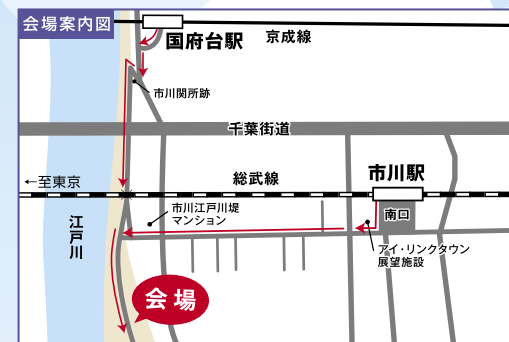 会場案内図
国府台駅
京成線
市川関所跡
千葉街道
←至東京
総武線
市川駅
市川江戸川堤
マンション
南口
江戸川
アイ・リンクタウン
展望施設
会場